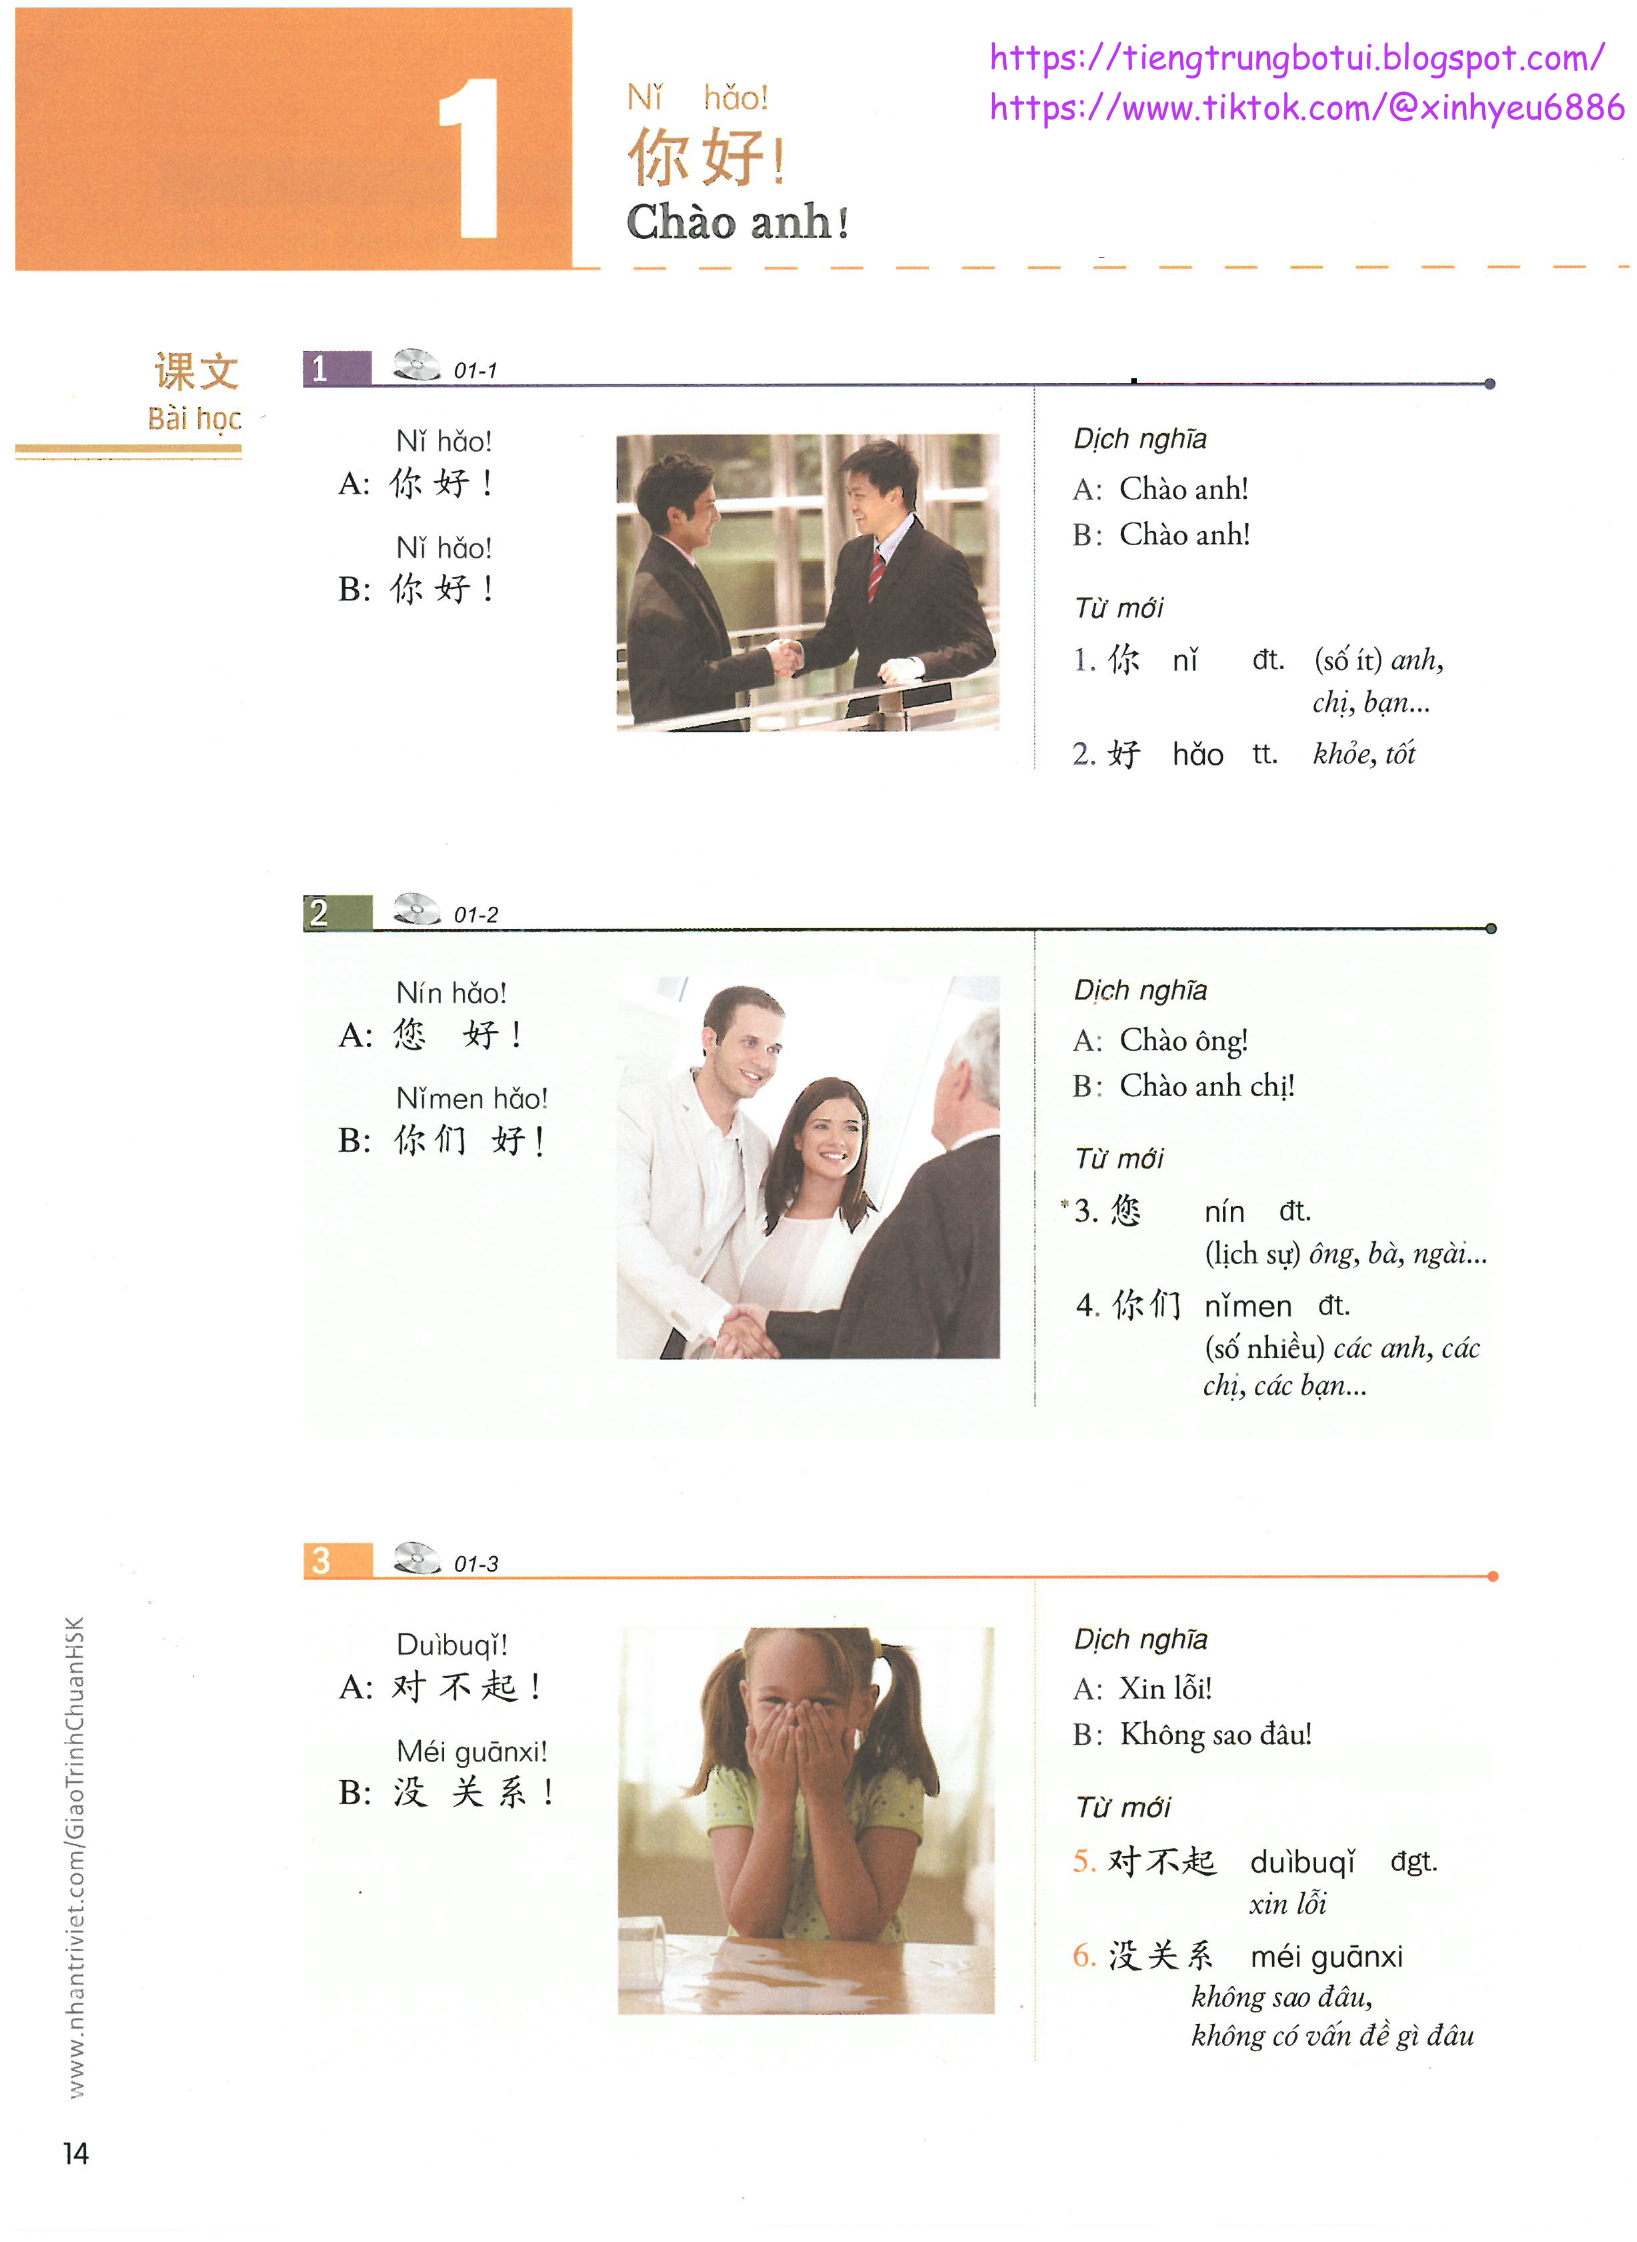 https://tiengtrungbotui.blogspot.com/
https://www.tiktok.com/@xinhyeu6886
1
Nǐ hǎo!
你好!
Chào anh!
课文
Bài học
1 01-1
Nǐ hǎo!
A: 你好!
Nǐ hǎo!
B: 你好!
Dịch nghĩa
A: Chào anh!
B: Chào anh!
Từ mới
1. 你 nǐ đt. (số ít) anh,
chị, bạn...
2. 好 hǎo tt. khỏe, tốt
2 01-2
Nín hǎo!
A: 您 好!
Nǐmen hǎo!
B: 你们 好!
Dịch nghĩa
A: Chào ông!
B: Chào anh chị!
Từ mới
*3. 您 nín đt.
(lịch sự) ông, bà, ngài...
4. 你们 nǐmen đt.
(số nhiều) các anh, các
chị, các bạn...
3 01-3
Duìbuqǐ!
A: 对不起!
Méi guānxi!
B: 没 关系!
Dịch nghĩa
A: Xin lỗi!
B: Không sao đâu!
Từ mới
5. 对不起 duìbuqǐ đgt.
xin lỗi
6. 没关系 méi guānxi
không sao đâu,
không có vấn đề gì đâu
www.nhantriviet.com/GiaoTrinhChuanHSK
14